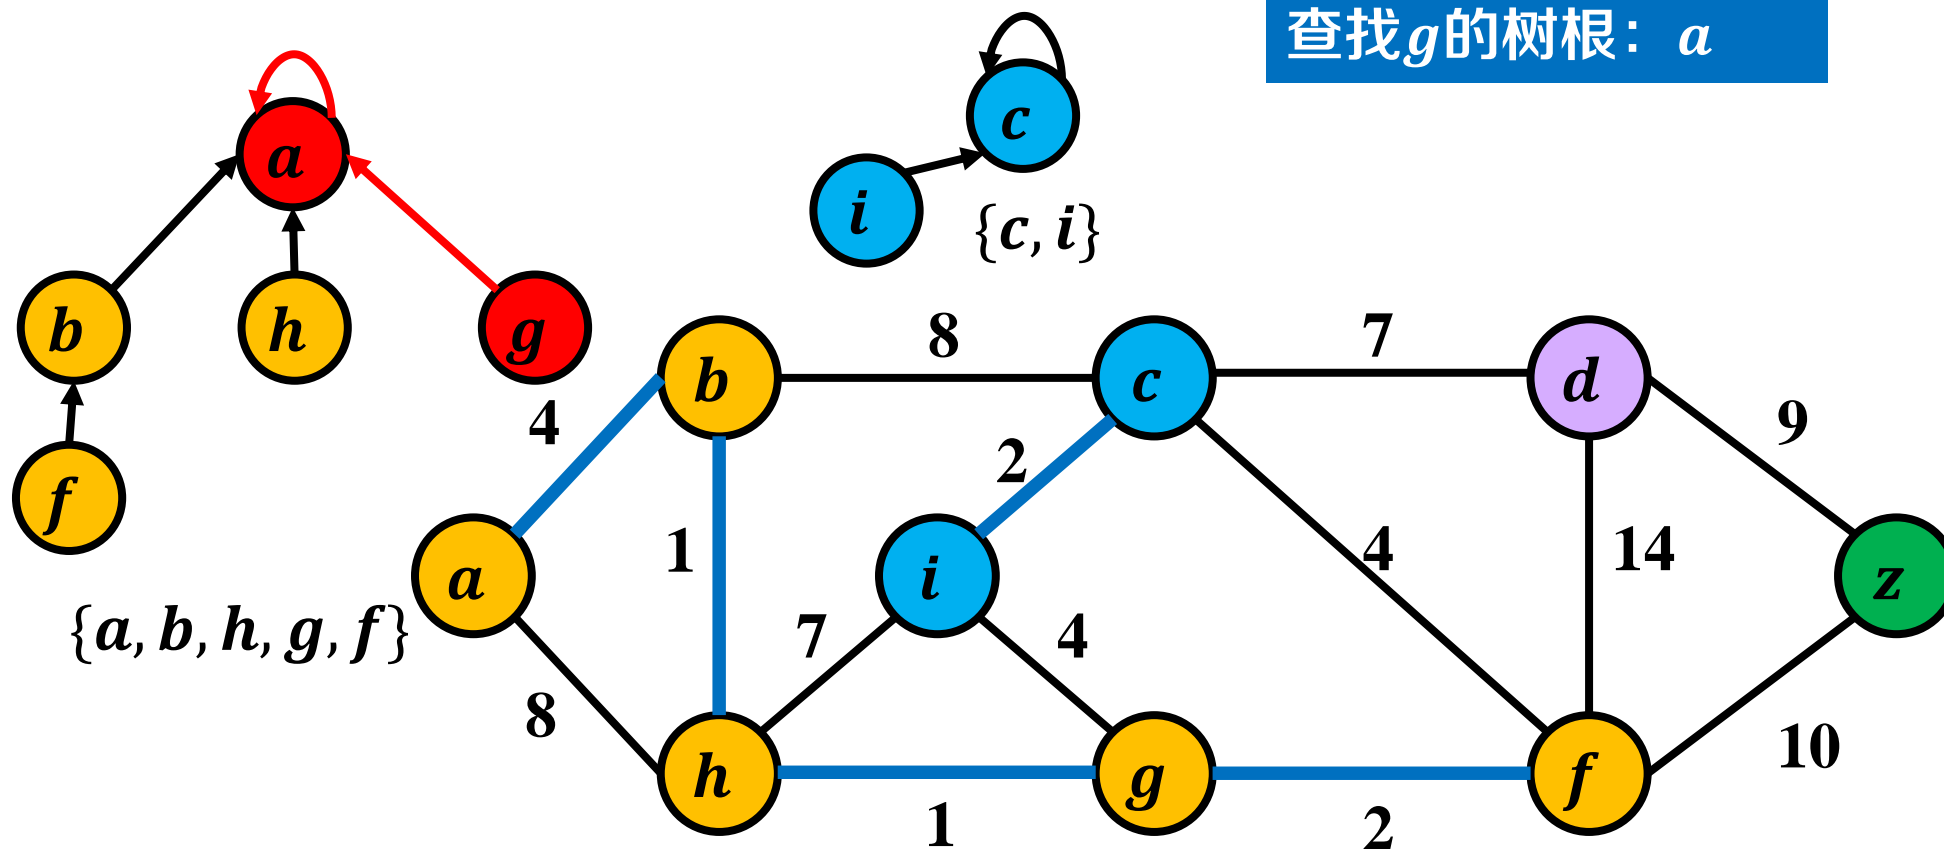 查找g的树根：a
c
i
{c, i}
a
b
h
g
f
{a, b, h, g, f}
b
8
c
7
d
4
2
9
1
4
14
a
i
z
7
4
8
10
h
g
f
1
2